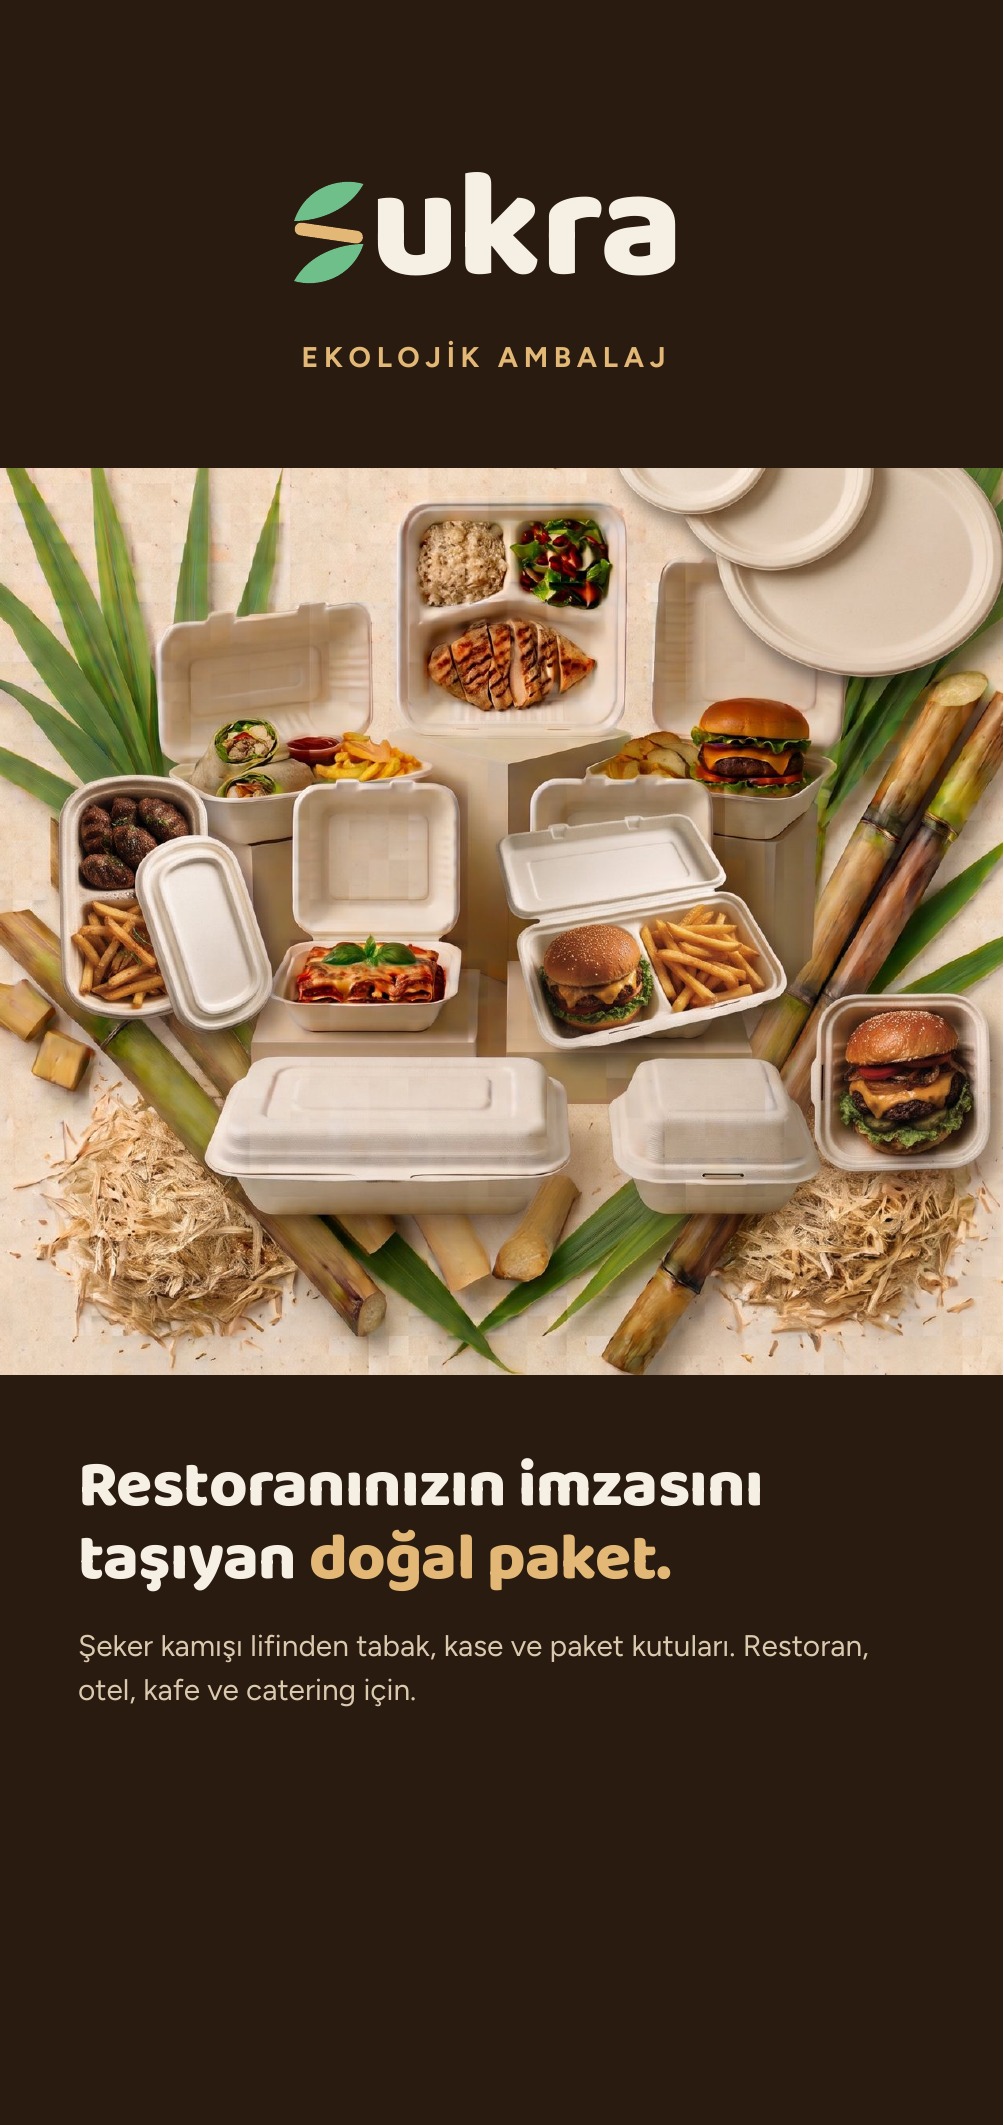 Sukra
EKOLOJİK AMBALAJ
Restoranınızın imzasını
taşıyan doğal paket.
Şeker kamışı lifinden tabak, kase ve paket kutuları. Restoran,
otel, kafe ve catering için.